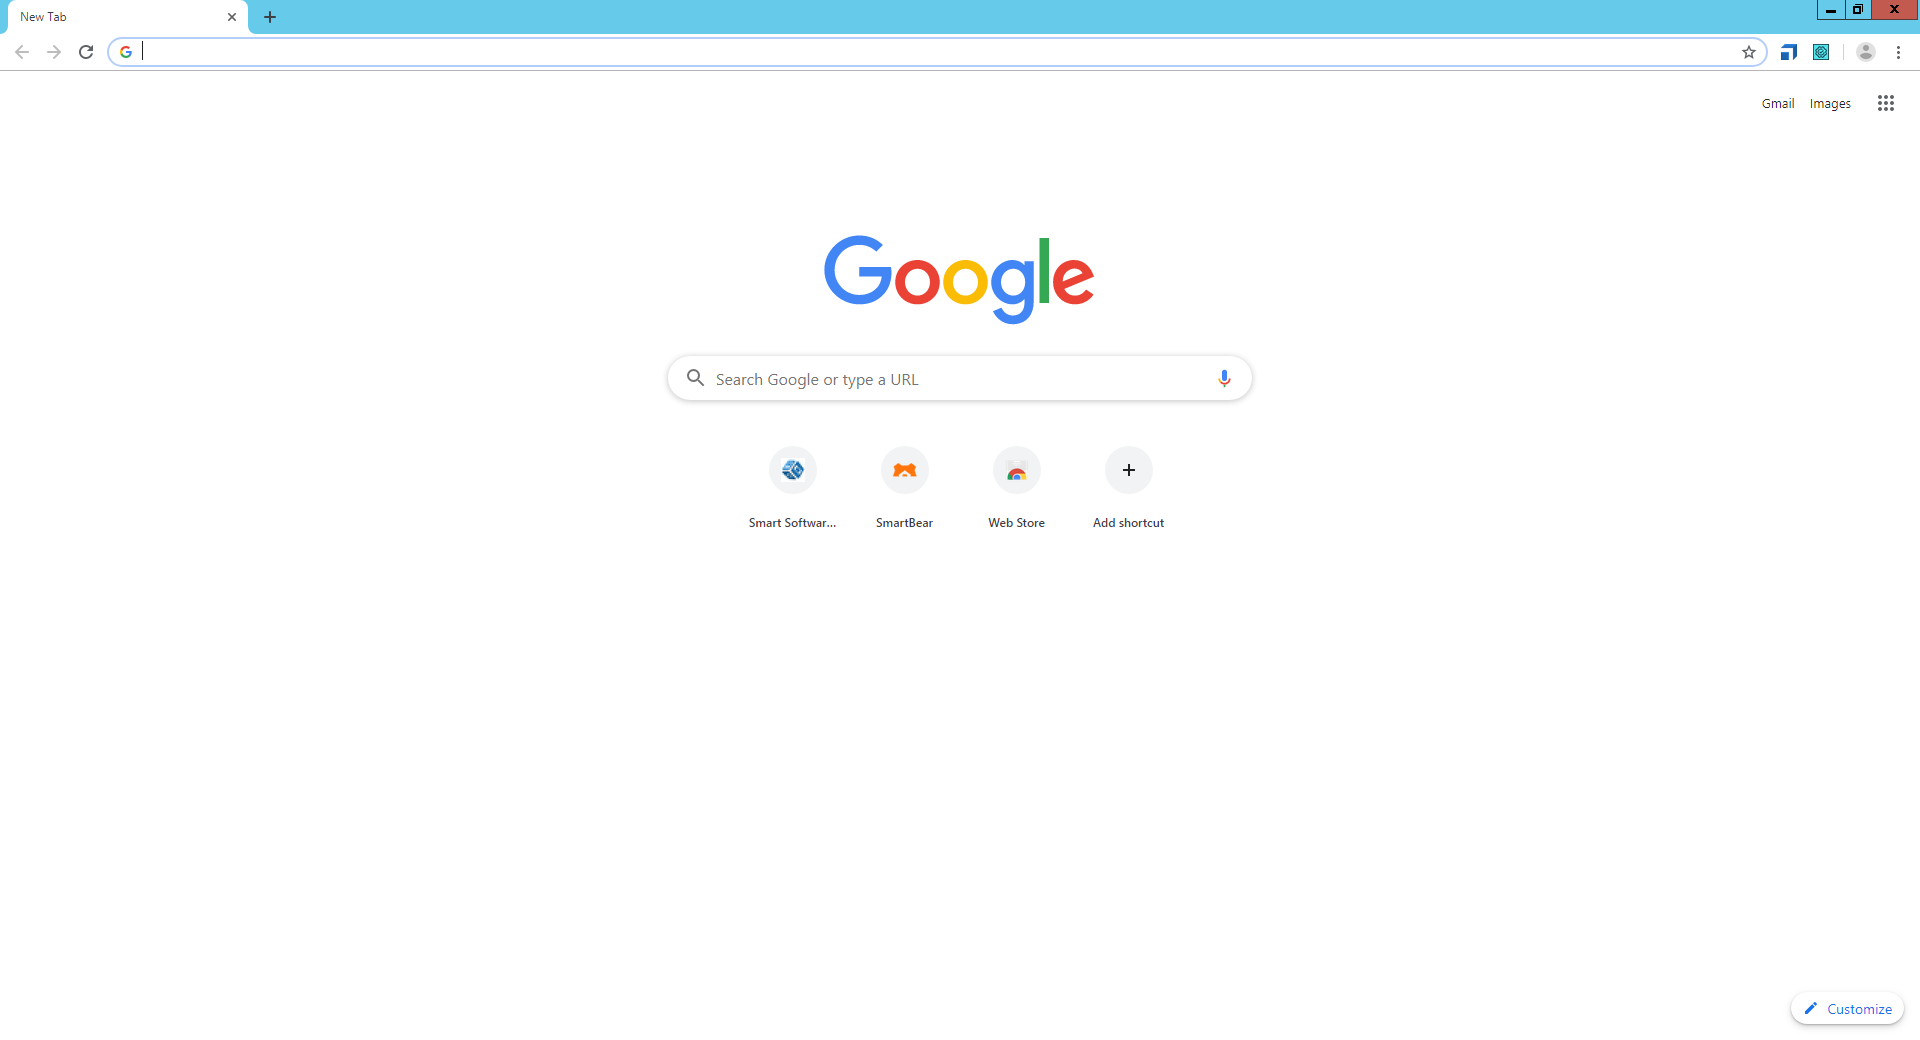 New Tab
Gmail Images
Google
Search Google or type a URL
Smart Softwar... SmartBear Web Store Add shortcut
Customize